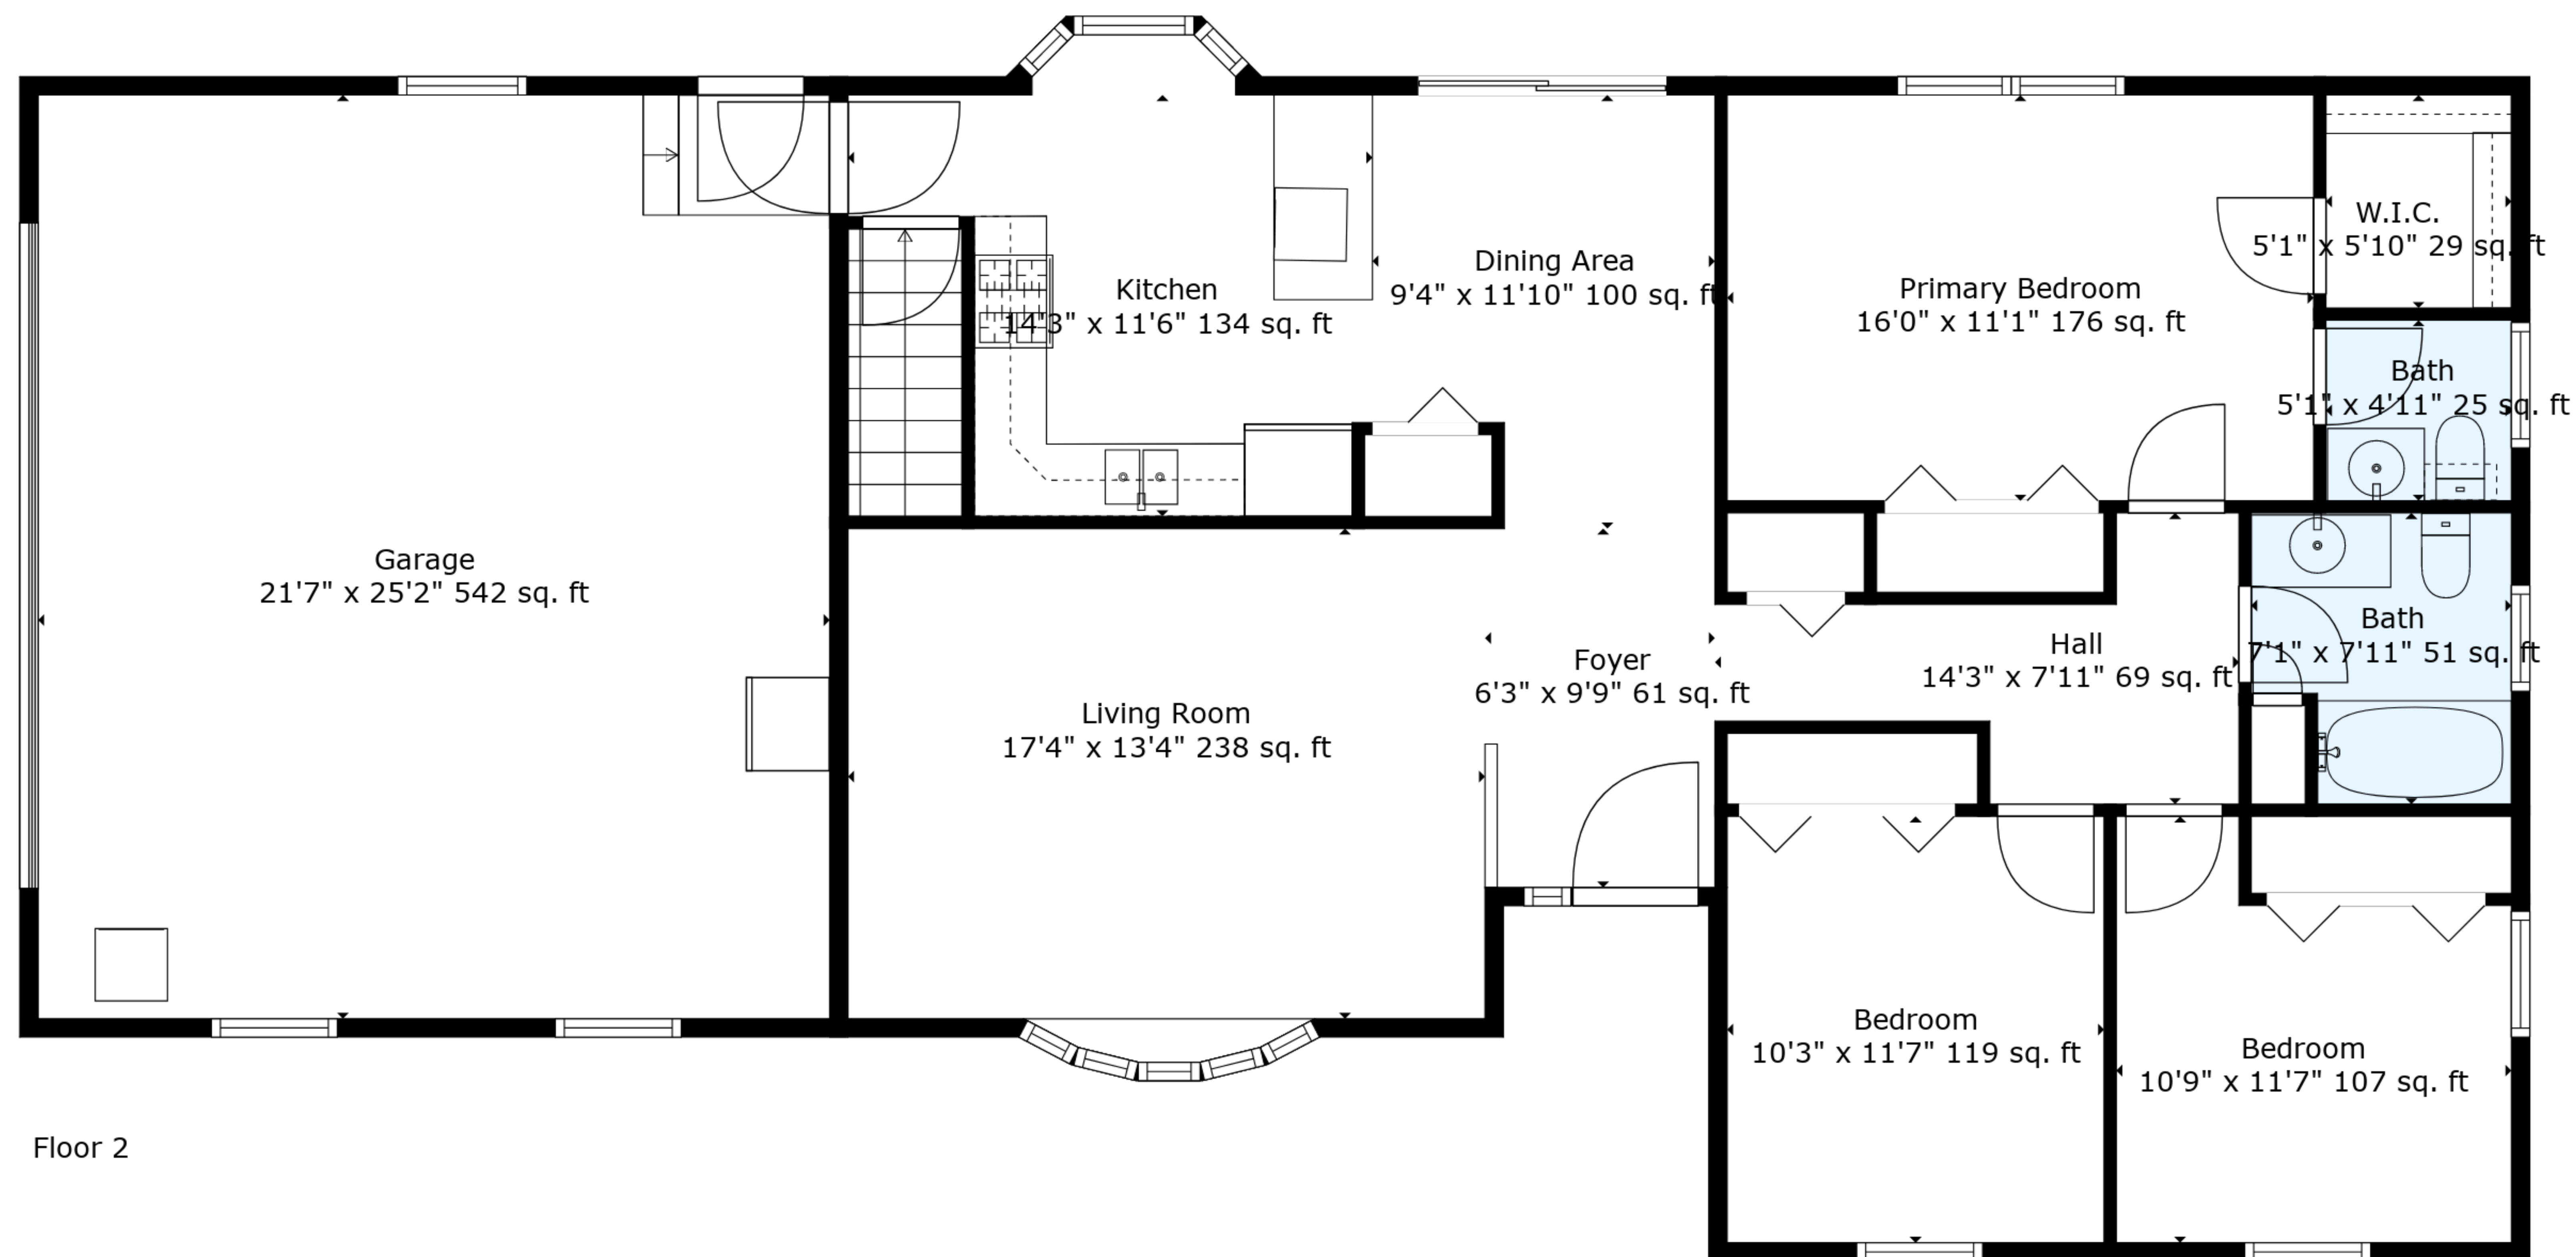 W.I.C.
5'1" x 5'10" 29 sq. ft
Dining Area
9'4" x 11'10" 100 sq. ft
Kitchen
14'3" x 11'6" 134 sq. ft
Primary Bedroom
16'0" x 11'1" 176 sq. ft
Bath
5'1" x 4'11" 25 sq. ft
Garage
21'7" x 25'2" 542 sq. ft
Bath
7'1" x 7'11" 51 sq. ft
Hall
14'3" x 7'11" 69 sq. ft
Foyer
6'3" x 9'9" 61 sq. ft
Living Room
17'4" x 13'4" 238 sq. ft
Bedroom
10'3" x 11'7" 119 sq. ft
Bedroom
10'9" x 11'7" 107 sq. ft
Floor 2